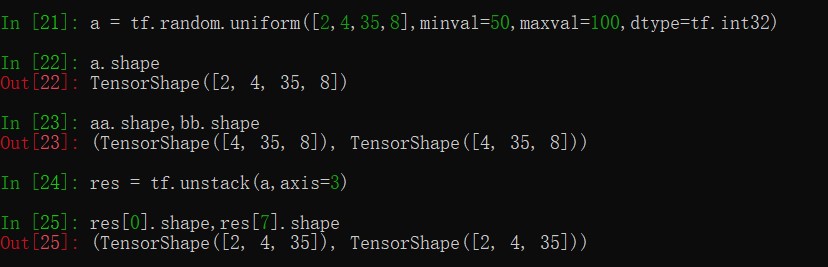 In [21]: a = tf.random.uniform([2,4,35,8],minval=50,maxval=100,dtype=tf.int32)
In [22]: a.shape
Out[22]: TensorShape([2, 4, 35, 8])
In [23]: aa.shape,bb.shape
Out[23]: (TensorShape([4, 35, 8]), TensorShape([4, 35, 8]))
In [24]: res = tf.unstack(a,axis=3)
In [25]: res[0].shape,res[7].shape
Out[25]: (TensorShape([2, 4, 35]), TensorShape([2, 4, 35]))